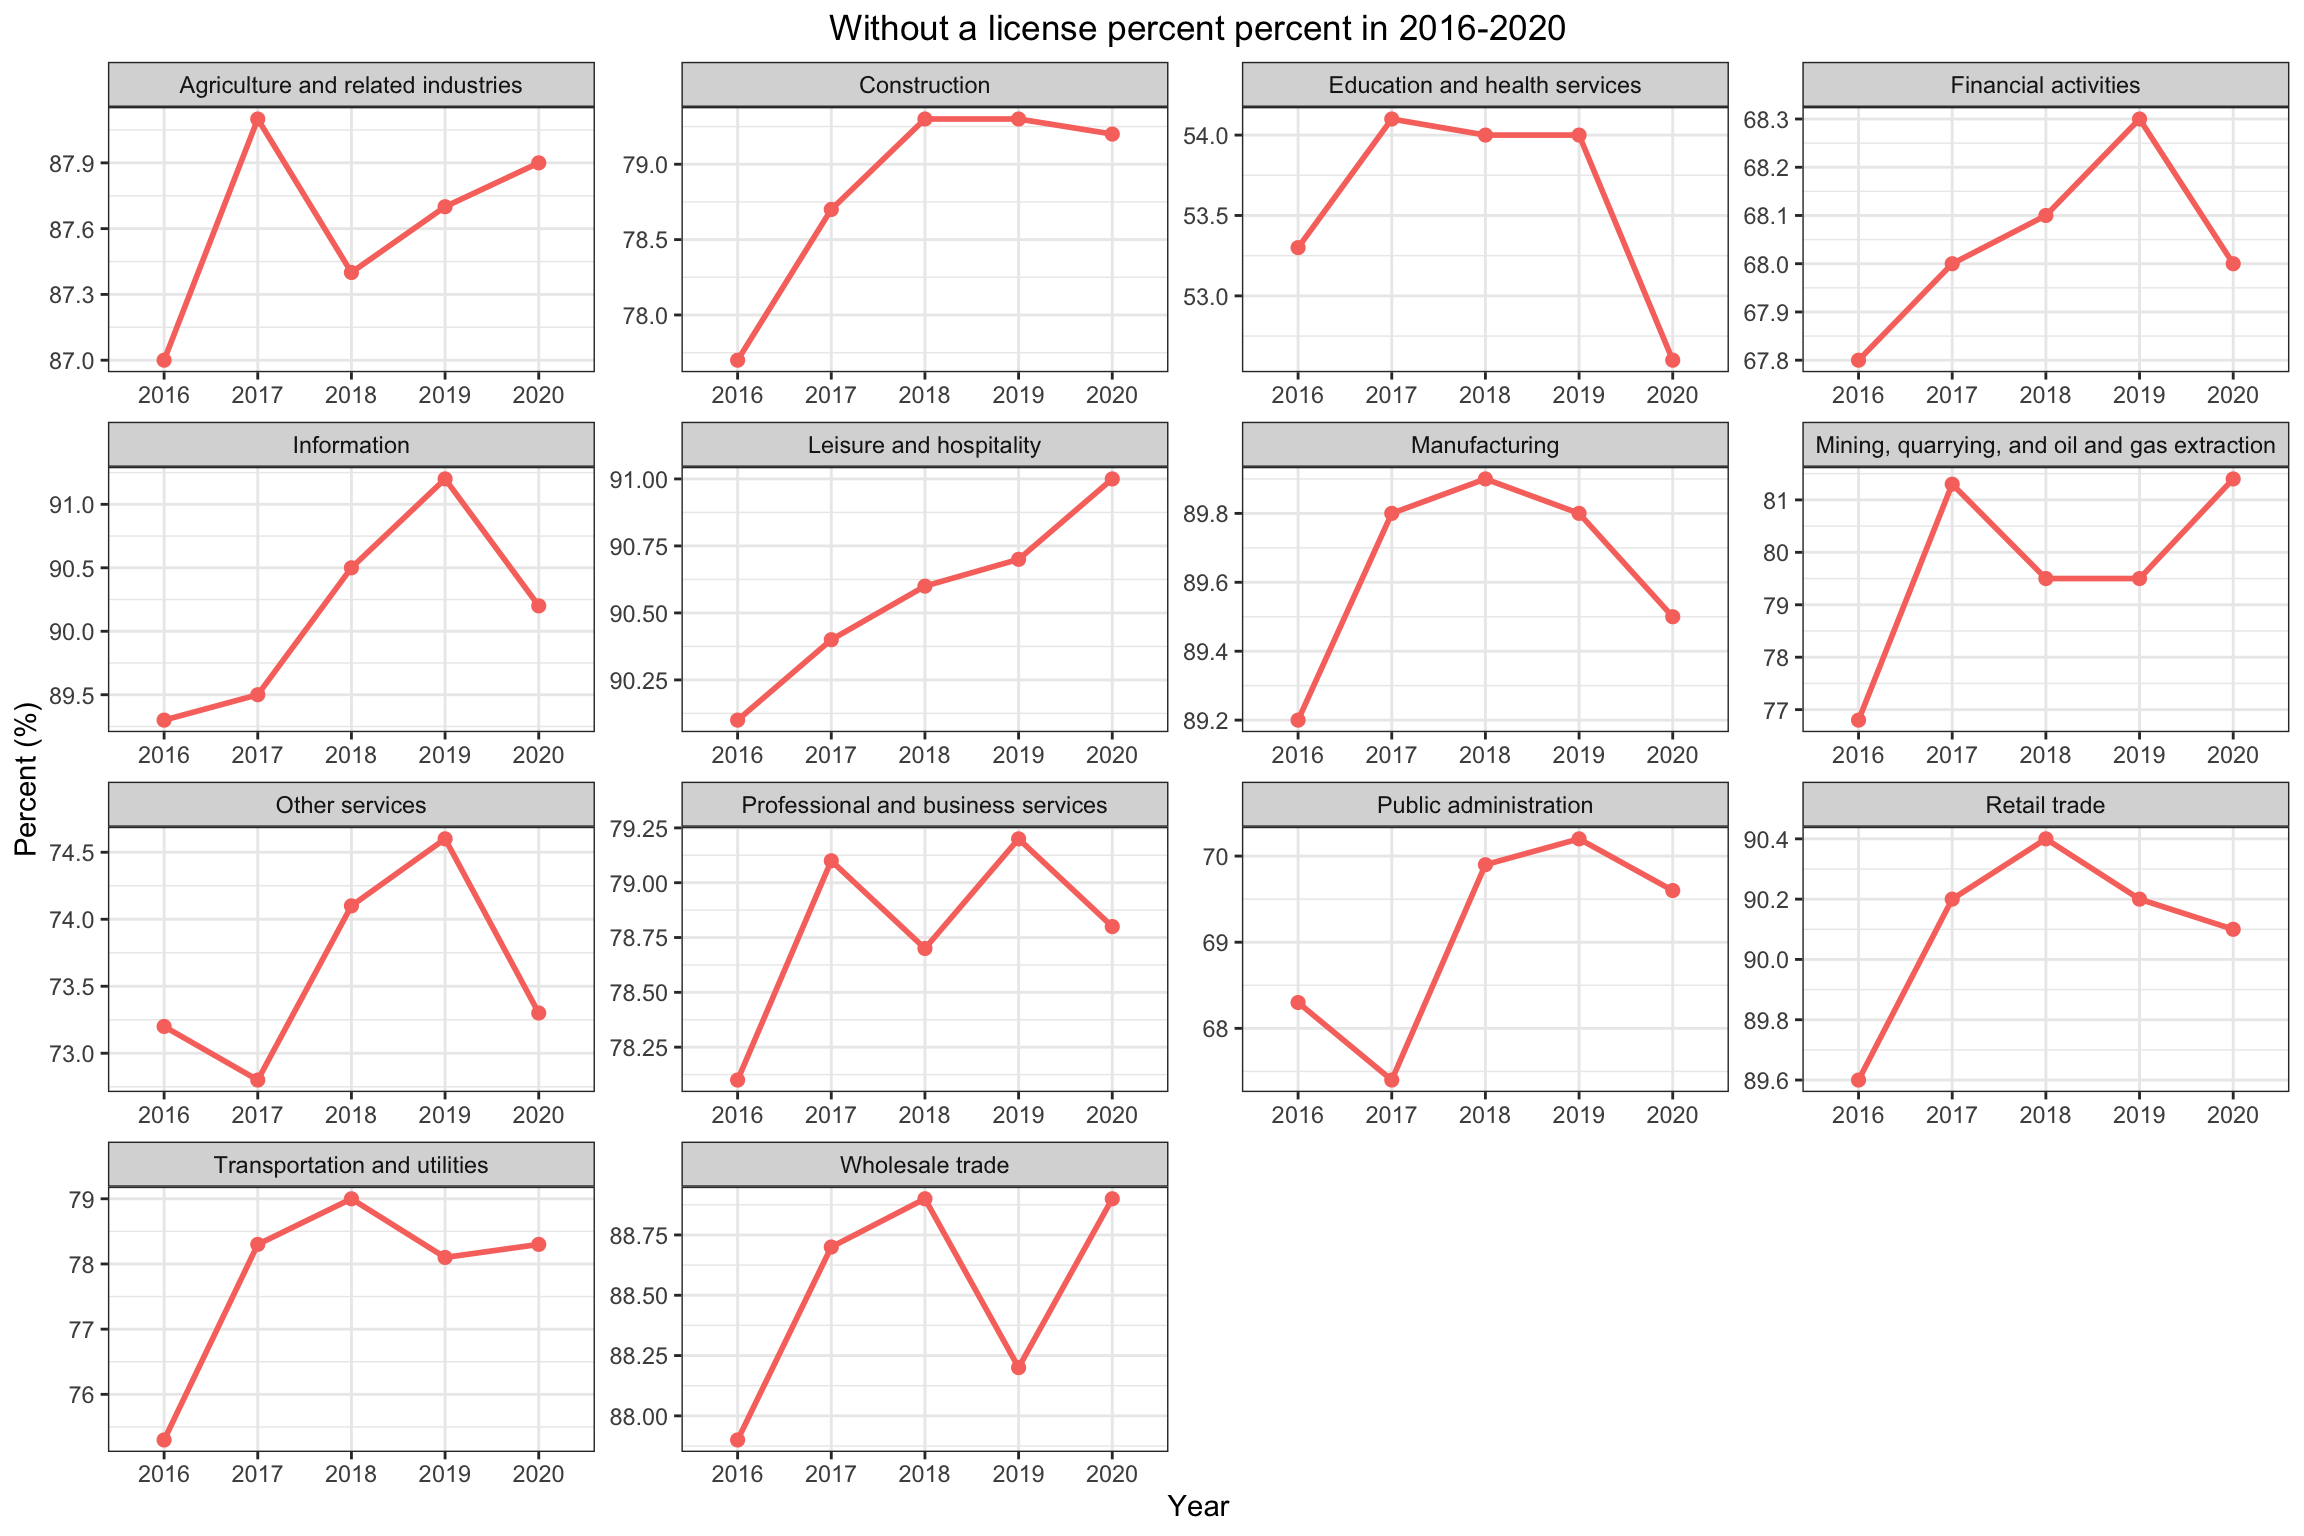 Without a license percent percent in 2016-2020
Agriculture and related industries
Construction
Education and health services
Financial activities
87.9
87.6
87.3
87.0
79.0
78.5
78.0
54.0
53.5
53.0
68.3
68.2
68.1
68.0
67.9
67.8
2016 2017 2018 2019 2020
2016 2017 2018 2019 2020
2016 2017 2018 2019 2020
2016 2017 2018 2019 2020
Information
Leisure and hospitality
Manufacturing
Mining, quarrying, and oil and gas extraction
91.0
90.5
90.0
89.5
91.00
90.75
90.50
90.25
89.8
89.6
89.4
89.2
81
80
79
78
77
2016 2017 2018 2019 2020
2016 2017 2018 2019 2020
2016 2017 2018 2019 2020
2016 2017 2018 2019 2020
Percent (%)
Other services
Professional and business services
Public administration
Retail trade
74.5
74.0
73.5
73.0
79.25
79.00
78.75
78.50
78.25
70
69
68
90.4
90.2
90.0
89.8
89.6
2016 2017 2018 2019 2020
2016 2017 2018 2019 2020
2016 2017 2018 2019 2020
2016 2017 2018 2019 2020
Transportation and utilities
Wholesale trade
79
78
77
76
88.75
88.50
88.25
88.00
2016 2017 2018 2019 2020
2016 2017 2018 2019 2020
Year